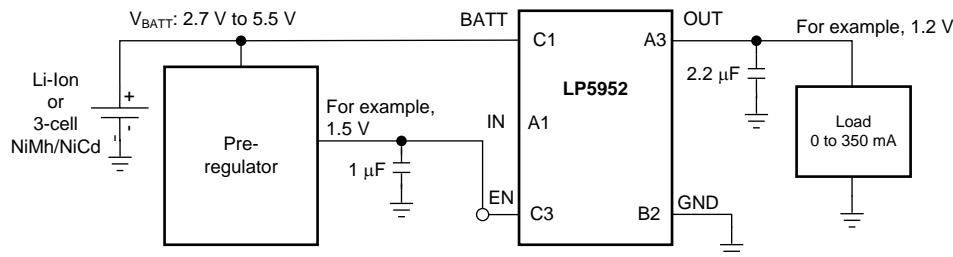 V_BATT: 2.7 V to 5.5 V
BATT
OUT
For example, 1.2 V
C1
A3
Li-Ion
or
3-cell
NiMh/NiCd
+
-
Pre-
regulator
For example,
1.5 V
1 μF
IN
A1
LP5952
2.2 μF
Load
0 to 350 mA
EN
C3
B2
GND